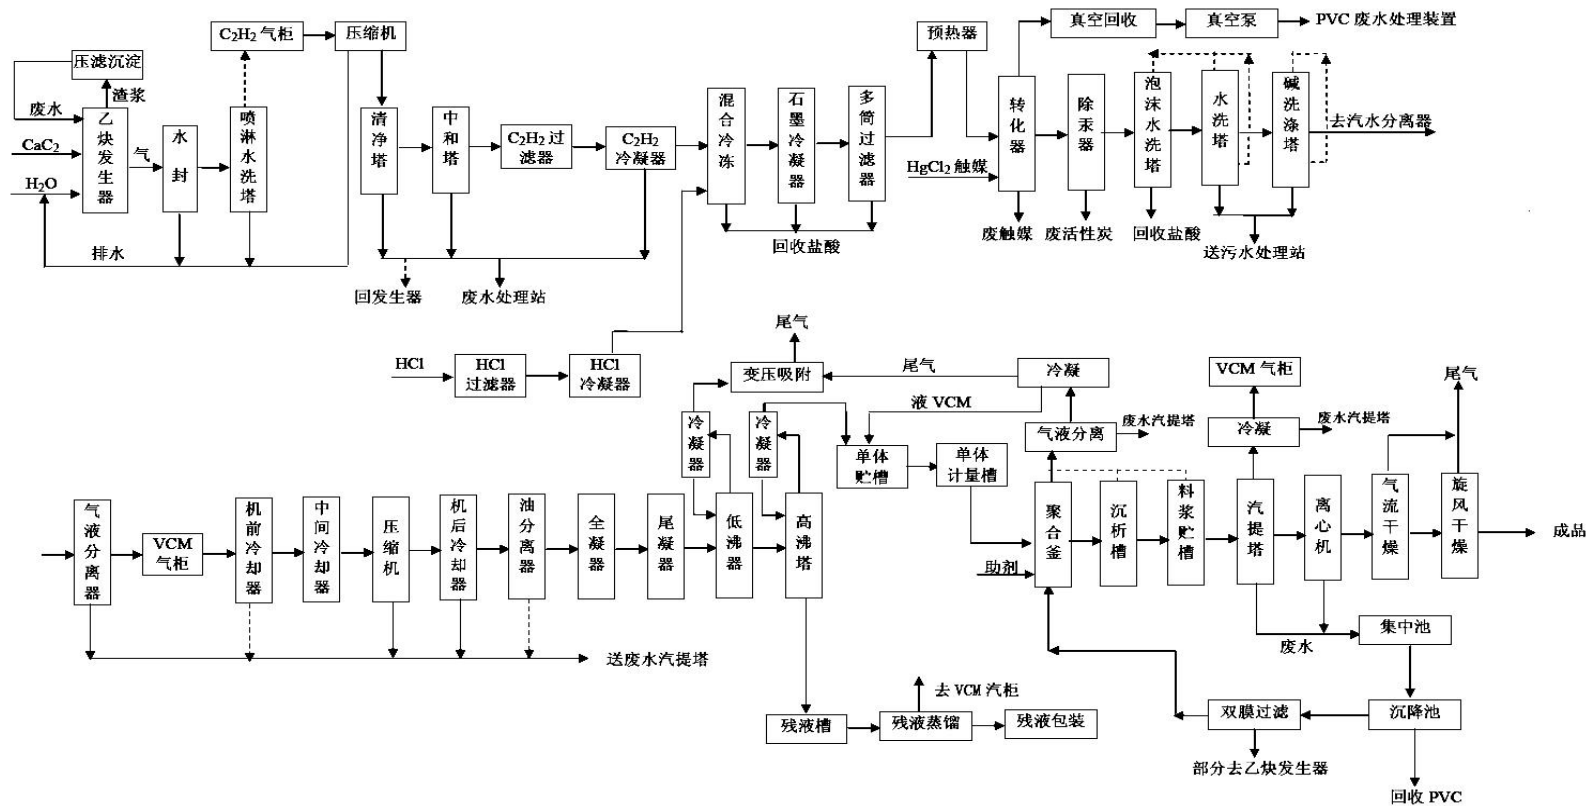 C₂H₂ 气柜
压缩机
预热器
真空回收
真空泵
PVC 废水处理装置
压滤沉淀
渣浆
废水
CaC₂
H₂O
乙炔发生器
气
水封
喷淋水洗塔
排水
清净塔
中和塔
C₂H₂ 过
滤器
C₂H₂
冷凝器
回发生器
废水处理站
混合冷冻
石墨冷凝器
多筒过滤器
回收盐酸
HgCl₂ 触媒
转化器
除汞器
泡沫水洗塔
水洗塔
碱洗涤塔
去汽水分离器
废触媒
废活性炭
回收盐酸
送污水处理站
HCl
HCl
过滤器
HCl
冷凝器
尾气
变压吸附
尾气
冷凝
液 VCM
冷凝器
冷凝器
单体
贮槽
单体
计量槽
气液分离
废水汽提塔
VCM 气柜
冷凝
废水汽提塔
尾气
气液分离器
VCM
气柜
机前冷却器
中间冷却器
压缩机
机后冷却器
油分离器
全凝器
尾凝器
低沸器
高沸塔
助剂
聚合釜
沉析槽
料浆贮槽
汽提塔
离心机
气流干燥
旋风干燥
成品
送废水汽提塔
废水
集中池
残液槽
去 VCM 汽柜
残液蒸馏
残液包装
双膜过滤
沉降池
部分去乙炔发生器
回收 PVC